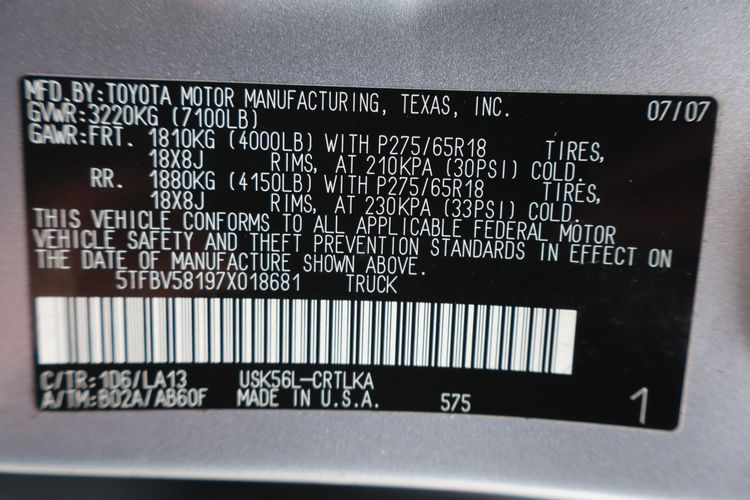 MFD.BY:TOYOTA MOTOR MANUFACTURING, TEXAS, INC. 07/07
GVWR:3220KG (7100LB)
GAWR:FRT. 1810KG (4000LB) WITH P275/65R18 TIRES,
18X8J RIMS, AT 210KPA (30PSI) COLD.
RR. 1880KG (4150LB) WITH P275/65R18 TIRES,
18X8J RIMS, AT 230KPA (33PSI) COLD.
THIS VEHICLE CONFORMS TO ALL APPLICABLE FEDERAL MOTOR
VEHICLE SAFETY AND THEFT PREVENTION STANDARDS IN EFFECT ON
THE DATE OF MANUFACTURE SHOWN ABOVE.
5TFBV58197X018681 TRUCK
C/TR:1D6/LA13 USK56L-CRTLKA
A/TM:B02A/AB60F MADE IN U.S.A. 575 1